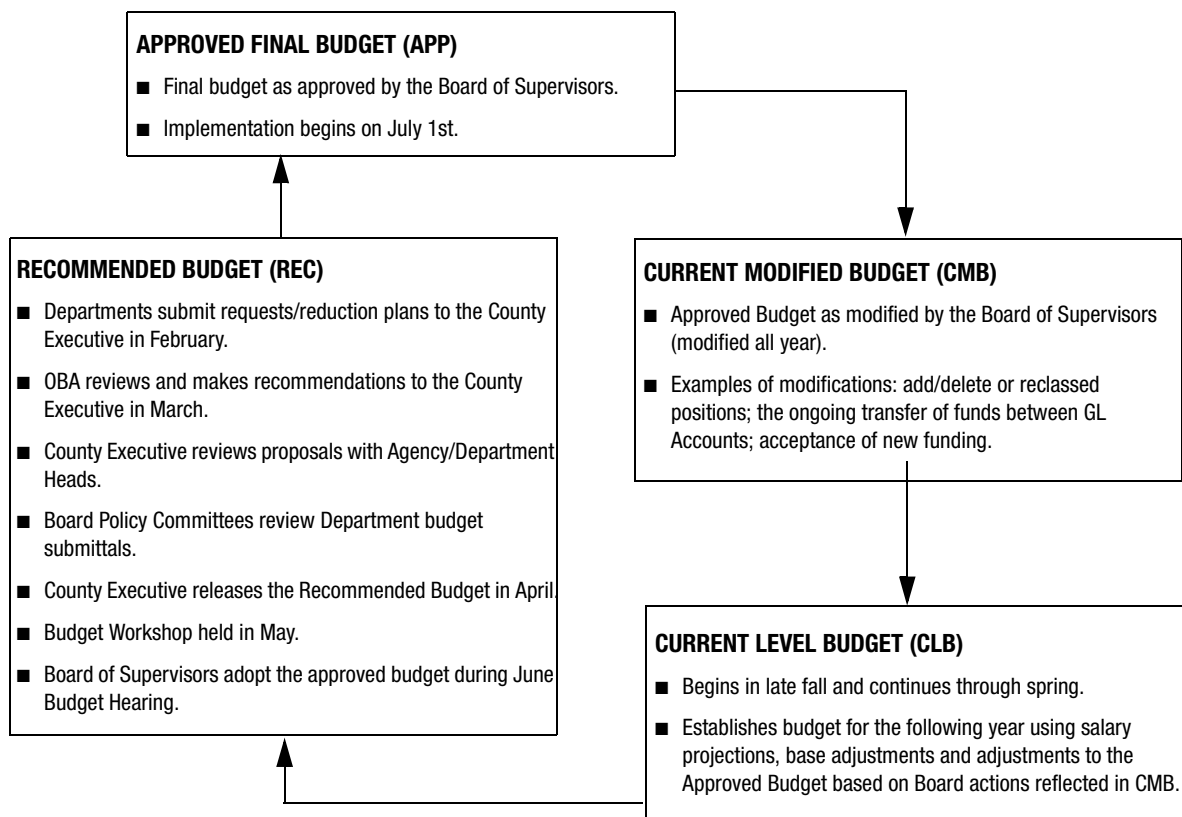 APPROVED FINAL BUDGET (APP)
■ Final budget as approved by the Board of Supervisors.
■ Implementation begins on July 1st.
RECOMMENDED BUDGET (REC)
■ Departments submit requests/reduction plans to the County
Executive in February.
■ OBA reviews and makes recommendations to the County
Executive in March.
■ County Executive reviews proposals with Agency/Department
Heads.
■ Board Policy Committees review Department budget
submittals.
■ County Executive releases the Recommended Budget in April.
■ Budget Workshop held in May.
■ Board of Supervisors adopt the approved budget during June
Budget Hearing.
CURRENT MODIFIED BUDGET (CMB)
■ Approved Budget as modified by the Board of Supervisors
(modified all year).
■ Examples of modifications: add/delete or reclassed
positions; the ongoing transfer of funds between GL
Accounts; acceptance of new funding.
CURRENT LEVEL BUDGET (CLB)
■ Begins in late fall and continues through spring.
■ Establishes budget for the following year using salary
projections, base adjustments and adjustments to the
Approved Budget based on Board actions reflected in CMB.